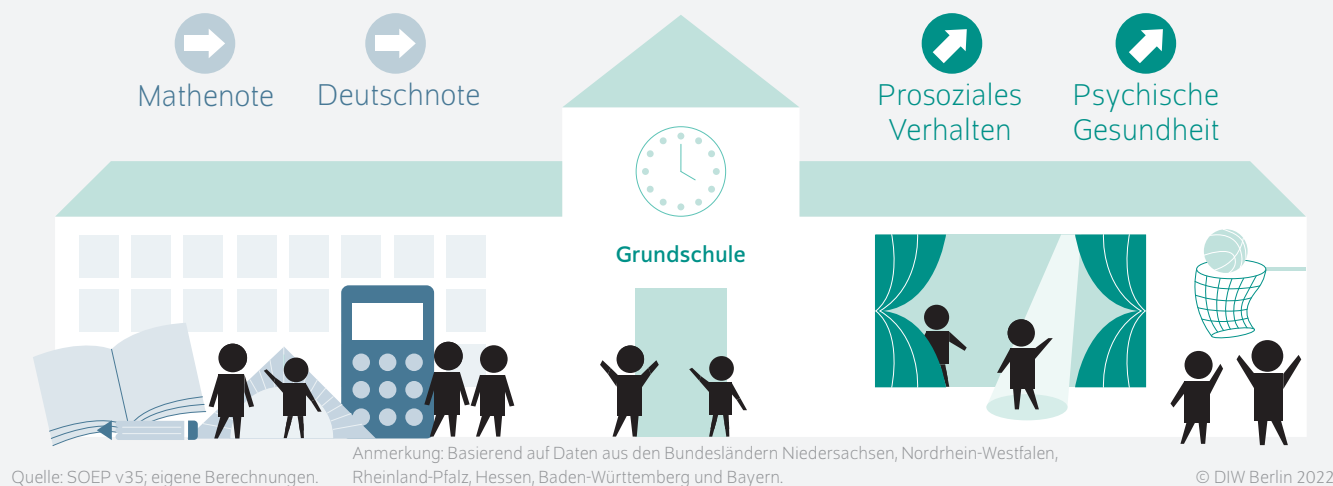 Mathenote
Deutschnote
Prosoziales
Verhalten
Psychische
Gesundheit
Grundschule
Anmerkung: Basierend auf Daten aus den Bundesländern Niedersachsen, Nordrhein-Westfalen,
Rheinland-Pfalz, Hessen, Baden-Württemberg und Bayern.
Quelle: SOEP v35; eigene Berechnungen.
© DIW Berlin 2022